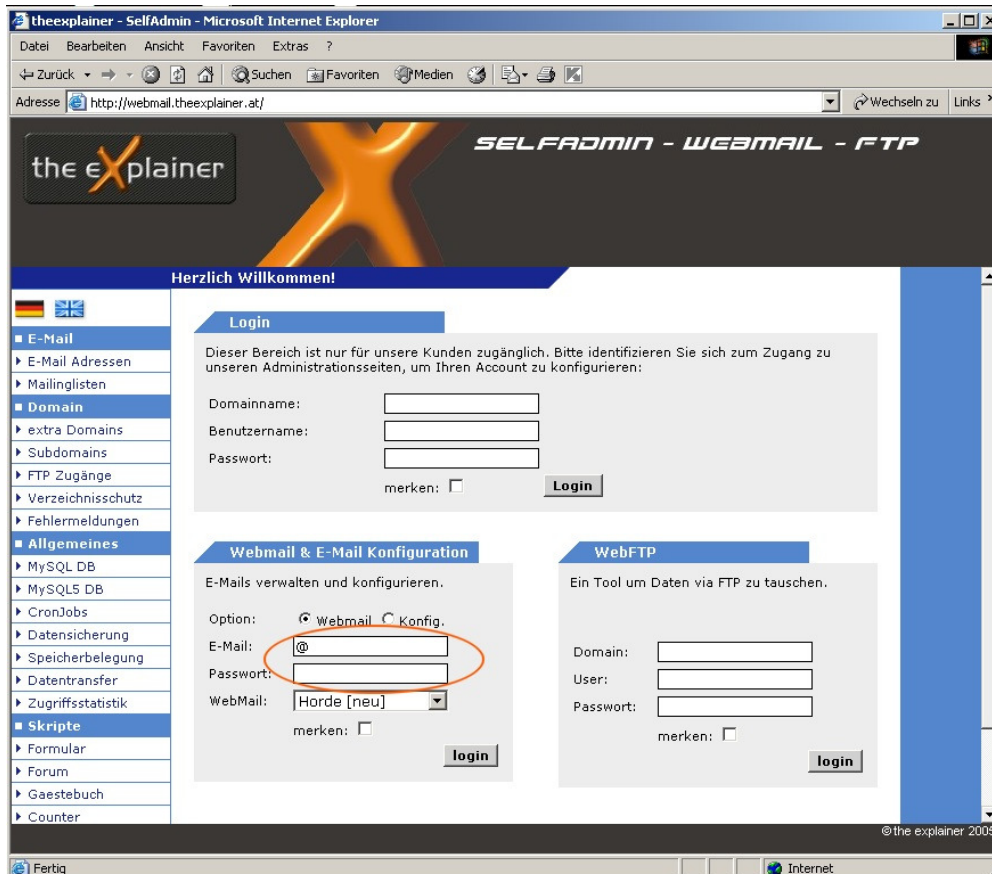 theexplainer - SelfAdmin - Microsoft Internet Explorer
Datei Bearbeiten Ansicht Favoriten Extras ?
Zurück Suchen Favoriten Medien
Adresse http://webmail.theexplainer.at/ Wechseln zu Links
the eXplainer
SELFADMIN - WEBMAIL - FTP
Herzlich Willkommen!
E-Mail
E-Mail Adressen
Mailinglisten
Domain
extra Domains
Subdomains
FTP Zugänge
Verzeichnisschutz
Fehlermeldungen
Allgemeines
MySQL DB
MySQL5 DB
CronJobs
Datensicherung
Speicherbelegung
Datentransfer
Zugriffsstatistik
Skripte
Formular
Forum
Gaestebuch
Counter
Login
Dieser Bereich ist nur für unsere Kunden zugänglich. Bitte identifizieren Sie sich zum Zugang zu
unseren Administrationsseiten, um Ihren Account zu konfigurieren:
Domainname:
Benutzername:
Passwort:
merken: Login
Webmail & E-Mail Konfiguration
E-Mails verwalten und konfigurieren.
Option: Webmail Konfig.
E-Mail: @
Passwort:
WebMail: Horde [neu]
merken:
login
WebFTP
Ein Tool um Daten via FTP zu tauschen.
Domain:
User:
Passwort:
merken:
login
©the explainer 2005
Fertig Internet